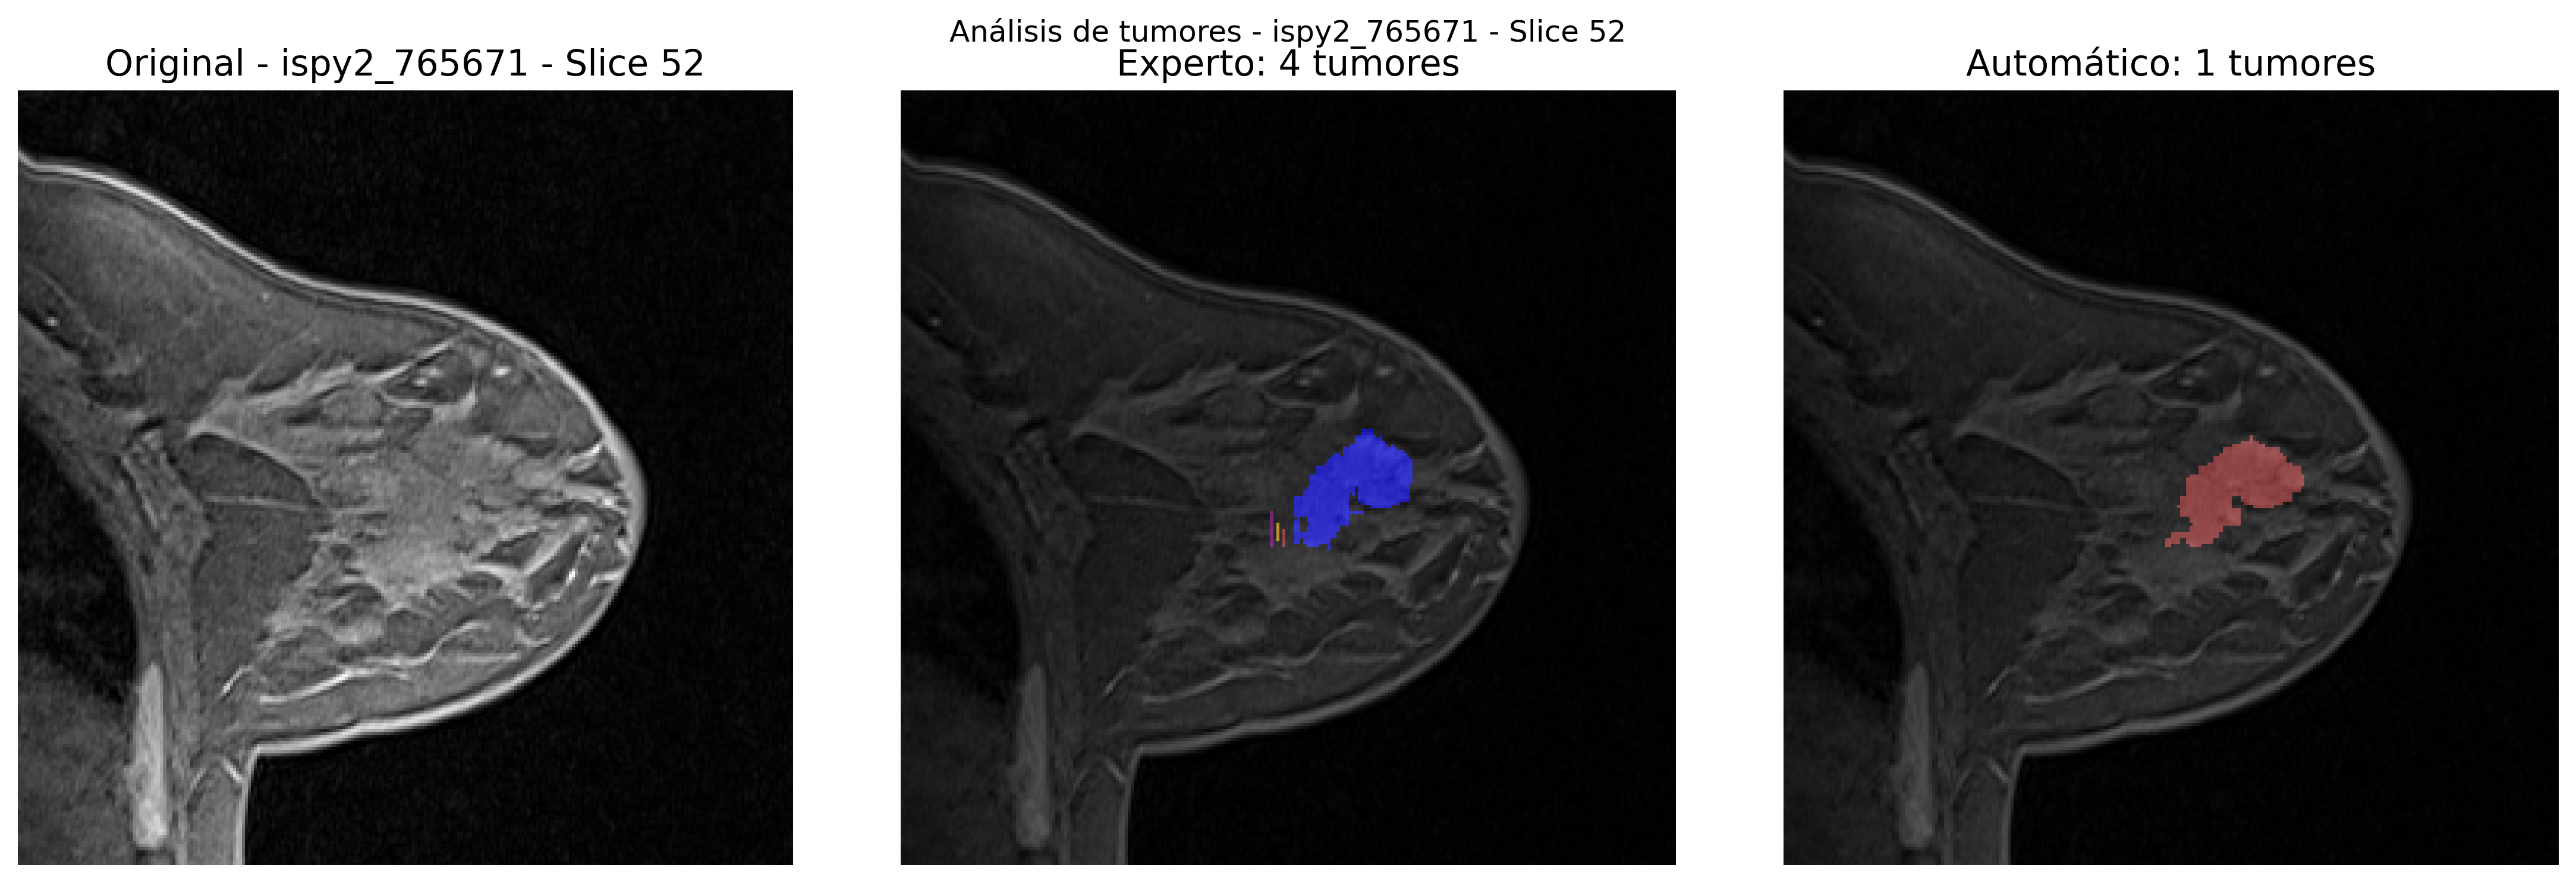 Análisis de tumores - ispy2_765671 - Slice 52
Original - ispy2_765671 - Slice 52
Experto: 4 tumores
Automático: 1 tumores